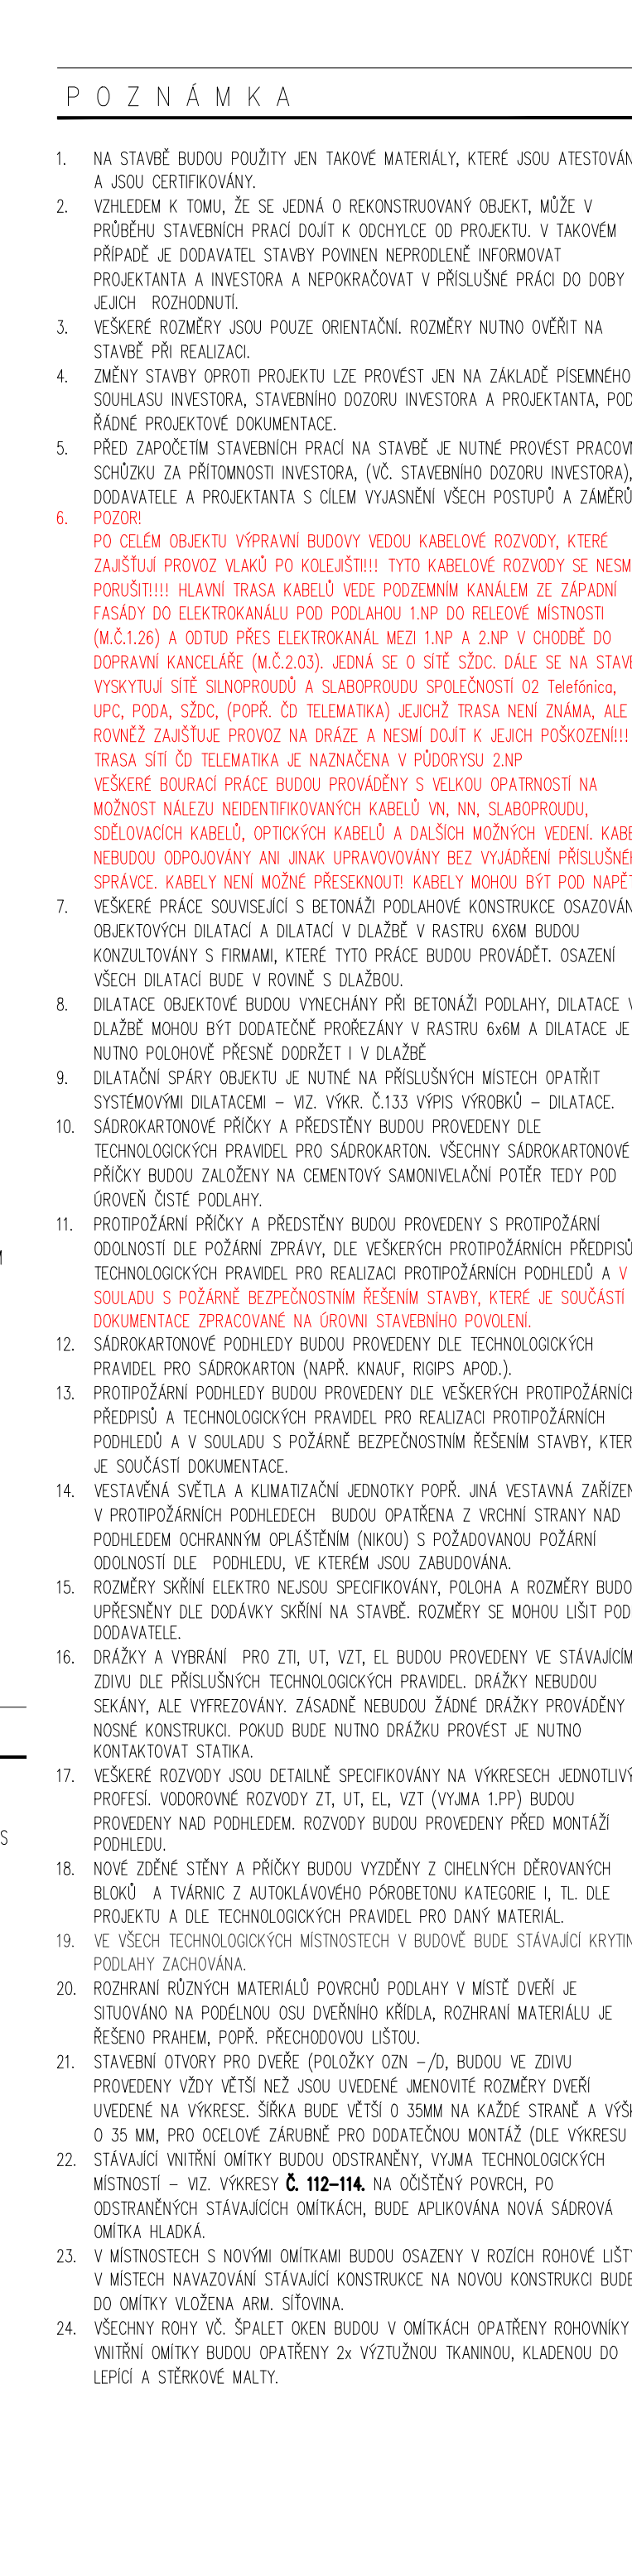 P O Z N Á M K A
1. NA STAVBĚ BUDOU POUŽITY JEN TAKOVÉ MATERIÁLY, KTERÉ JSOU ATESTOVÁN
A JSOU CERTIFIKOVÁNY.
2. VZHLEDEM K TOMU, ŽE SE JEDNÁ O REKONSTRUOVANÝ OBJEKT, MŮŽE V
PRŮBĚHU STAVEBNÍCH PRACÍ DOJÍT K ODCHYLCE OD PROJEKTU. V TAKOVÉM
PŘÍPADĚ JE DODAVATEL STAVBY POVINEN NEPRODLENĚ INFORMOVAT
PROJEKTANTA A INVESTORA A NEPOKRAČOVAT V PŘÍSLUŠNÉ PRÁCI DO DOBY
JEJICH ROZHODNUTÍ.
3. VEŠKERÉ ROZMĚRY JSOU POUZE ORIENTAČNÍ. ROZMĚRY NUTNO OVĚŘIT NA
STAVBĚ PŘI REALIZACI.
4. ZMĚNY STAVBY OPROTI PROJEKTU LZE PROVÉST JEN NA ZÁKLADĚ PÍSEMNÉHO
SOUHLASU INVESTORA, STAVEBNÍHO DOZORU INVESTORA A PROJEKTANTA, POD
ŘÁDNÉ PROJEKTOVÉ DOKUMENTACE.
5. PŘED ZAPOČETÍM STAVEBNÍCH PRACÍ NA STAVBĚ JE NUTNÉ PROVÉST PRACOVN
SCHŮZKU ZA PŘÍTOMNOSTI INVESTORA, (VČ. STAVEBNÍHO DOZORU INVESTORA),
DODAVATELE A PROJEKTANTA S CÍLEM VYJASNĚNÍ VŠECH POSTUPŮ A ZÁMĚRŮ
6. POZOR!
PO CELÉM OBJEKTU VÝPRAVNÍ BUDOVY VEDOU KABELOVÉ ROZVODY, KTERÉ
ZAJIŠŤUJÍ PROVOZ VLAKŮ PO KOLEJIŠTI!!! TYTO KABELOVÉ ROZVODY SE NESM
PORUŠIT!!!! HLAVNÍ TRASA KABELŮ VEDE PODZEMNÍM KANÁLEM ZE ZÁPADNÍ
FASÁDY DO ELEKTROKANÁLU POD PODLAHOU 1.NP DO RELEOVÉ MÍSTNOSTI
(M.Č.1.26) A ODTUD PŘES ELEKTROKANÁL MEZI 1.NP A 2.NP V CHODBĚ DO
DOPRAVNÍ KANCELÁŘE (M.Č.2.03). JEDNÁ SE O SÍTĚ SŽDC. DÁLE SE NA STAVB
VYSKYTUJÍ SÍTĚ SILNOPROUDŮ A SLABOPROUDU SPOLEČNOSTÍ O2 Telefónica,
UPC, PODA, SŽDC, (POPŘ. ČD TELEMATIKA) JEJICHŽ TRASA NENÍ ZNÁMA, ALE
ROVNĚŽ ZAJIŠŤUJE PROVOZ NA DRÁZE A NESMÍ DOJÍT K JEJICH POŠKOZENÍ!!!
TRASA SÍTÍ ČD TELEMATIKA JE NAZNAČENA V PŮDORYSU 2.NP
VEŠKERÉ BOURACÍ PRÁCE BUDOU PROVÁDĚNY S VELKOU OPATRNOSTÍ NA
MOŽNOST NÁLEZU NEIDENTIFIKOVANÝCH KABELŮ VN, NN, SLABOPROUDU,
SDĚLOVACÍCH KABELŮ, OPTICKÝCH KABELŮ A DALŠÍCH MOŽNÝCH VEDENÍ. KABE
NEBUDOU ODPOJOVÁNY ANI JINAK UPRAVOVOVÁNY BEZ VYJÁDŘENÍ PŘÍSLUŠNÉH
SPRÁVCE. KABELY NENÍ MOŽNÉ PŘESEKNOUT! KABELY MOHOU BÝT POD NAPĚT
7. VEŠKERÉ PRÁCE SOUVISEJÍCÍ S BETONÁŽI PODLAHOVÉ KONSTRUKCE OSAZOVÁN
OBJEKTOVÝCH DILATACÍ A DILATACÍ V DLAŽBĚ V RASTRU 6X6M BUDOU
KONZULTOVÁNY S FIRMAMI, KTERÉ TYTO PRÁCE BUDOU PROVÁDĚT. OSAZENÍ
VŠECH DILATACÍ BUDE V ROVINĚ S DLAŽBOU.
8. DILATACE OBJEKTOVÉ BUDOU VYNECHÁNY PŘI BETONÁŽI PODLAHY, DILATACE V
DLAŽBĚ MOHOU BÝT DODATEČNĚ PROŘEZÁNY V RASTRU 6x6M A DILATACE JE
NUTNO POLOHOVĚ PŘESNĚ DODRŽET I V DLAŽBĚ
9. DILATAČNÍ SPÁRY OBJEKTU JE NUTNÉ NA PŘÍSLUŠNÝCH MÍSTECH OPATŘIT
SYSTÉMOVÝMI DILATACEMI – VIZ. VÝKR. Č.133 VÝPIS VÝROBKŮ – DILATACE.
10. SÁDROKARTONOVÉ PŘÍČKY A PŘEDSTĚNY BUDOU PROVEDENY DLE
TECHNOLOGICKÝCH PRAVIDEL PRO SÁDROKARTON. VŠECHNY SÁDROKARTONOVÉ
PŘÍČKY BUDOU ZALOŽENY NA CEMENTOVÝ SAMONIVELAČNÍ POTĚR TEDY POD
ÚROVEŇ ČISTÉ PODLAHY.
11. PROTIPOŽÁRNÍ PŘÍČKY A PŘEDSTĚNY BUDOU PROVEDENY S PROTIPOŽÁRNÍ
ODOLNOSTÍ DLE POŽÁRNÍ ZPRÁVY, DLE VEŠKERÝCH PROTIPOŽÁRNÍCH PŘEDPISŮ
M
TECHNOLOGICKÝCH PRAVIDEL PRO REALIZACI PROTIPOŽÁRNÍCH PODHLEDŮ A V
SOULADU S POŽÁRNĚ BEZPEČNOSTNÍM ŘEŠENÍM STAVBY, KTERÉ JE SOUČÁSTÍ
DOKUMENTACE ZPRACOVANÉ NA ÚROVNI STAVEBNÍHO POVOLENÍ.
12. SÁDROKARTONOVÉ PODHLEDY BUDOU PROVEDENY DLE TECHNOLOGICKÝCH
PRAVIDEL PRO SÁDROKARTON (NAPŘ. KNAUF, RIGIPS APOD.).
13. PROTIPOŽÁRNÍ PODHLEDY BUDOU PROVEDENY DLE VEŠKERÝCH PROTIPOŽÁRNÍCH
PŘEDPISŮ A TECHNOLOGICKÝCH PRAVIDEL PRO REALIZACI PROTIPOŽÁRNÍCH
PODHLEDŮ A V SOULADU S POŽÁRNĚ BEZPEČNOSTNÍM ŘEŠENÍM STAVBY, KTER
JE SOUČÁSTÍ DOKUMENTACE.
14. VESTAVĚNÁ SVĚTLA A KLIMATIZAČNÍ JEDNOTKY POPŘ. JINÁ VESTAVNÁ ZAŘÍZEN
V PROTIPOŽÁRNÍCH PODHLEDECH BUDOU OPATŘENA Z VRCHNÍ STRANY NAD
PODHLEDEM OCHRANNÝM OPLÁŠTĚNÍM (NIKOU) S POŽADOVANOU POŽÁRNÍ
ODOLNOSTÍ DLE PODHLEDU, VE KTERÉM JSOU ZABUDOVÁNA.
15. ROZMĚRY SKŘÍNÍ ELEKTRO NEJSOU SPECIFIKOVÁNY, POLOHA A ROZMĚRY BUDO
UPŘESNĚNY DLE DODÁVKY SKŘÍNÍ NA STAVBĚ. ROZMĚRY SE MOHOU LIŠIT POD
DODAVATELE.
16. DRÁŽKY A VYBRÁNÍ PRO ZTI, UT, VZT, EL BUDOU PROVEDENY VE STÁVAJÍCÍM
ZDIVU DLE PŘÍSLUŠNÝCH TECHNOLOGICKÝCH PRAVIDEL. DRÁŽKY NEBUDOU
SEKÁNY, ALE VYFREZOVÁNY. ZÁSADNĚ NEBUDOU ŽÁDNÉ DRÁŽKY PROVÁDĚNY
NOSNÉ KONSTRUKCI. POKUD BUDE NUTNO DRÁŽKU PROVÉST JE NUTNO
KONTAKTOVAT STATIKA.
17. VEŠKERÉ ROZVODY JSOU DETAILNĚ SPECIFIKOVÁNY NA VÝKRESECH JEDNOTLIVÝ
PROFESÍ. VODOROVNÉ ROZVODY ZT, UT, EL, VZT (VYJMA 1.PP) BUDOU
PROVEDENY NAD PODHLEDEM. ROZVODY BUDOU PROVEDENY PŘED MONTÁŽÍ
S
PODHLEDU.
18. NOVÉ ZDĚNÉ STĚNY A PŘÍČKY BUDOU VYZDĚNY Z CIHELNÝCH DĚROVANÝCH
BLOKŮ A TVÁRNIC Z AUTOKLÁVOVÉHO PÓROBETONU KATEGORIE I, TL. DLE
PROJEKTU A DLE TECHNOLOGICKÝCH PRAVIDEL PRO DANÝ MATERIÁL.
19. VE VŠECH TECHNOLOGICKÝCH MÍSTNOSTECH V BUDOVĚ BUDE STÁVAJÍCÍ KRYTIN
PODLAHY ZACHOVÁNA.
20. ROZHRANÍ RŮZNÝCH MATERIÁLŮ POVRCHŮ PODLAHY V MÍSTĚ DVEŘÍ JE
SITUOVÁNO NA PODÉLNOU OSU DVEŘNÍHO KŘÍDLA, ROZHRANÍ MATERIÁLU JE
ŘEŠENO PRAHEM, POPŘ. PŘECHODOVOU LIŠTOU.
21. STAVEBNÍ OTVORY PRO DVEŘE (POLOŽKY OZN –/D, BUDOU VE ZDIVU
PROVEDENY VŽDY VĚTŠÍ NEŽ JSOU UVEDENÉ JMENOVITÉ ROZMĚRY DVEŘÍ
UVEDENÉ NA VÝKRESE. ŠÍŘKA BUDE VĚTŠÍ O 35MM NA KAŽDÉ STRANĚ A VÝŠK
O 35 MM, PRO OCELOVÉ ZÁRUBNĚ PRO DODATEČNOU MONTÁŽ (DLE VÝKRESU
22. STÁVAJÍCÍ VNITŘNÍ OMÍTKY BUDOU ODSTRANĚNY, VYJMA TECHNOLOGICKÝCH
MÍSTNOSTÍ – VIZ. VÝKRESY Č. 112–114. NA OČIŠTĚNÝ POVRCH, PO
ODSTRANĚNÝCH STÁVAJÍCÍCH OMÍTKÁCH, BUDE APLIKOVÁNA NOVÁ SÁDROVÁ
OMÍTKA HLADKÁ.
23. V MÍSTNOSTECH S NOVÝMI OMÍTKAMI BUDOU OSAZENY V ROZÍCH ROHOVÉ LIŠTY
V MÍSTECH NAVAZOVÁNÍ STÁVAJÍCÍ KONSTRUKCE NA NOVOU KONSTRUKCI BUDE
DO OMÍTKY VLOŽENA ARM. SÍŤOVINA.
24. VŠECHNY ROHY VČ. ŠPALET OKEN BUDOU V OMÍTKÁCH OPATŘENY ROHOVNÍKY
VNITŘNÍ OMÍTKY BUDOU OPATŘENY 2x VÝZTUŽNOU TKANINOU, KLADENOU DO
LEPÍCÍ A STĚRKOVÉ MALTY.